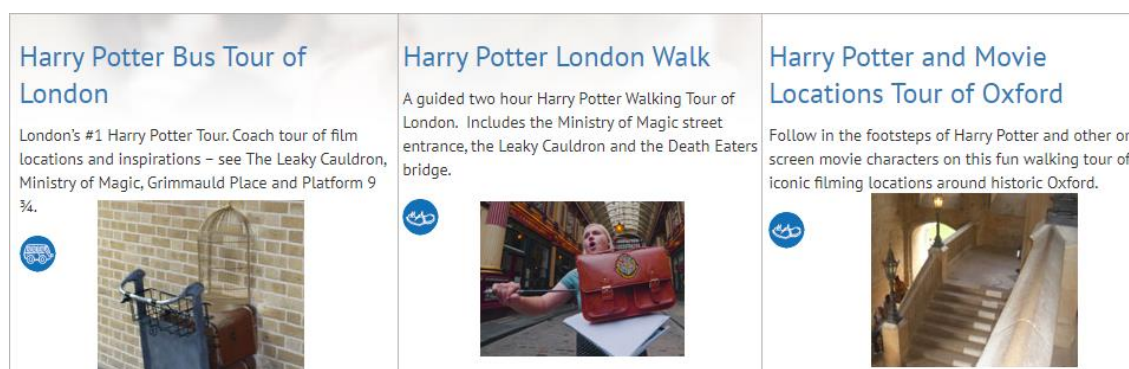 Harry Potter Bus Tour of
London
London's #1 Harry Potter Tour. Coach tour of film
locations and inspirations – see The Leaky Cauldron,
Ministry of Magic, Grimmauld Place and Platform 9
¾.
Harry Potter London Walk
A guided two hour Harry Potter Walking Tour of
London. Includes the Ministry of Magic street
entrance, the Leaky Cauldron and the Death Eaters
bridge.
Harry Potter and Movie
Locations Tour of Oxford
Follow in the footsteps of Harry Potter and other on
screen movie characters on this fun walking tour of
iconic filming locations around historic Oxford.